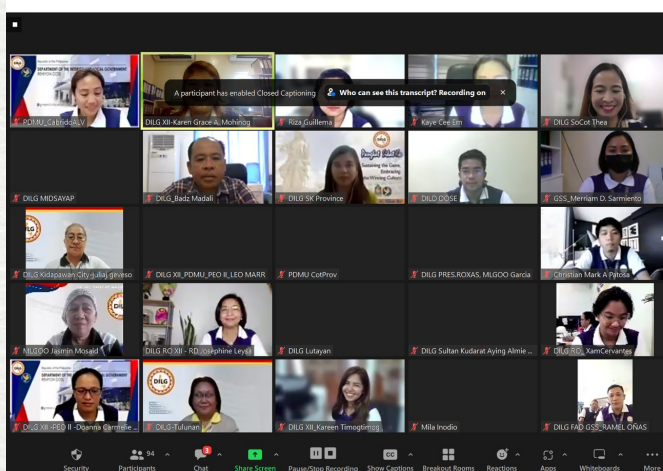 A participant has enabled Closed Captioning
Who can see this transcript? Recording on
PDMU_CabridoALV
DILG XII-Karen Grace A. Mohinog
Riza Guillema
Kaye Cee Em
DILG SoCot Thea
DILG MIDSAYAP
DILG_Badz Madali
DILG SK Province
DILG DOSE
GSS_Merriam D. Sarmiento
DILG Kidapawan City-juliaj.geveso
DILG XII_PDMU_PEO II_LEO MARR
PDMU CotProv
DILG PRES.ROXAS, MLGOO Garcia
Christian Mark A Patosa
MLGOO Jasmin Mosaid
DILG RO XII - RD Josephine Leysa
DILG Lutayan
DILG Sultan Kudarat Aying Almie ...
DILG RO_XamCervantes
DILG XII -PEO II -Doanna Carmelle ...
DILG-Tulunan
DILG XII_Kareen Timogtimog
Mila Inodio
DILG FAD GSS_RAMEL OÑAS
Security
94
Participants
3
Chat
Share Screen
Pause/Stop Recording
CC
Show Captions
Breakout Rooms
Reactions
Apps
Whiteboards
More